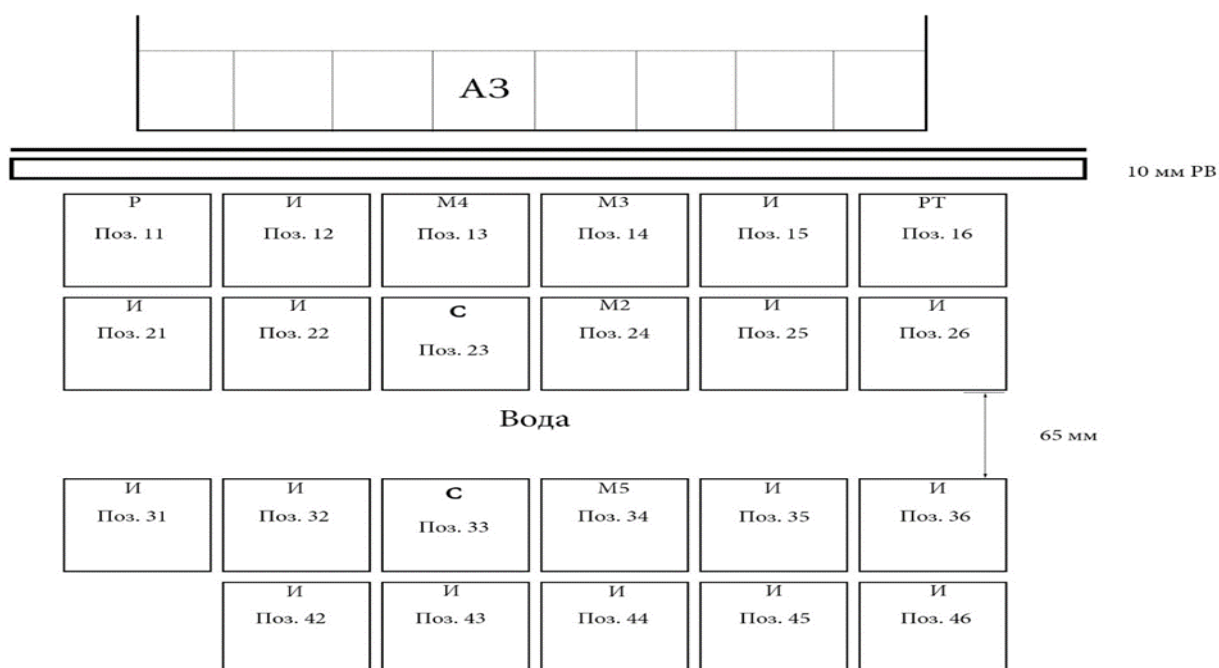 АЗ
10 мм РВ
Р И М4 М3 И РТ
Поз. 11 Поз. 12 Поз. 13 Поз. 14 Поз. 15 Поз. 16
И И С М2 И И
Поз. 21 Поз. 22 Поз. 23 Поз. 24 Поз. 25 Поз. 26
Вода
65 мм
И И С М5 И И
Поз. 31 Поз. 32 Поз. 33 Поз. 34 Поз. 35 Поз. 36
И И И И И
Поз. 42 Поз. 43 Поз. 44 Поз. 45 Поз. 46